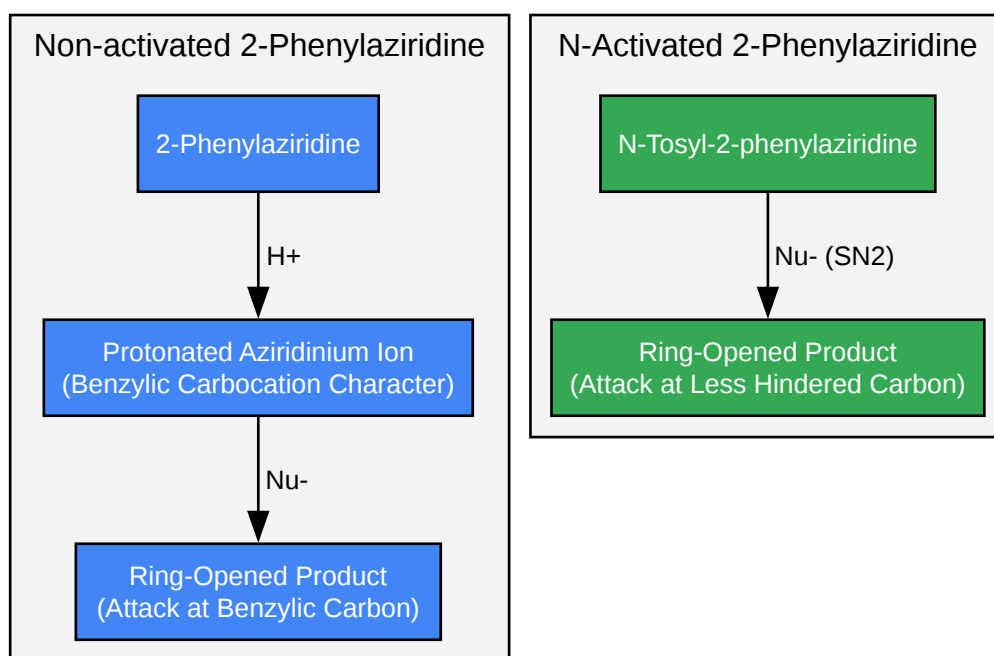 Non-activated 2-Phenylaziridine
2-Phenylaziridine
H+
Protonated Aziridinium Ion
(Benzylic Carbocation Character)
Nu-
Ring-Opened Product
(Attack at Benzylic Carbon)
N-Activated 2-Phenylaziridine
N-Tosyl-2-phenylaziridine
Nu- (SN2)
Ring-Opened Product
(Attack at Less Hindered Carbon)